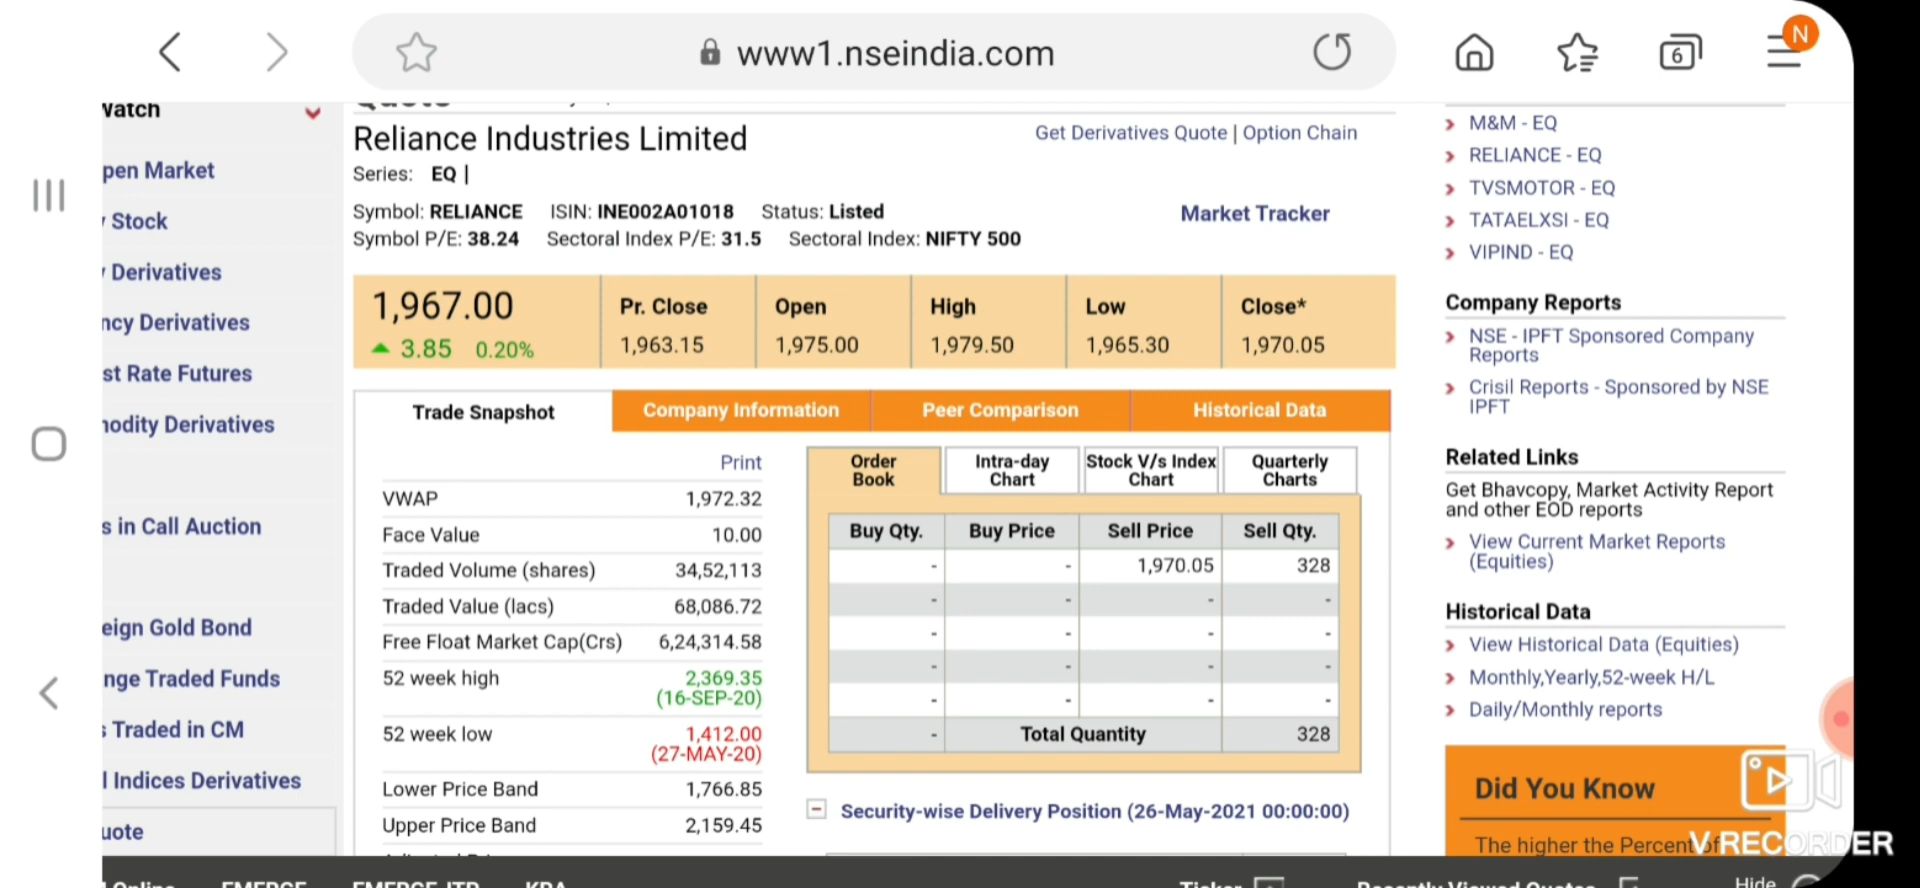 www1.nseindia.com
6
N
pen Market
Stock
Derivatives
ncy Derivatives
st Rate Futures
nodity Derivatives
s in Call Auction
eign Gold Bond
nge Traded Funds
Traded in CM
l Indices Derivatives
uote
Reliance Industries Limited
Get Derivatives Quote | Option Chain
Series: EQ |
Symbol: RELIANCE ISIN: INE002A01018 Status: Listed
Market Tracker
Symbol P/E: 38.24 Sectoral Index P/E: 31.5 Sectoral Index: NIFTY 500
1,967.00 Pr. Close Open High Low Close*
3.85 0.20% 1,963.15 1,975.00 1,979.50 1,965.30 1,970.05
Trade Snapshot Company Information Peer Comparison Historical Data
Print
VWAP 1,972.32
Face Value 10.00
Traded Volume (shares) 34,52,113
Traded Value (lacs) 68,086.72
Free Float Market Cap(Crs) 6,24,314.58
52 week high 2,369.35
(16-SEP-20)
52 week low 1,412.00
(27-MAY-20)
Lower Price Band 1,766.85
Upper Price Band 2,159.45
Order Book
Intra-day Chart
Stock V/s Index Chart
Quarterly Charts
Buy Qty. Buy Price Sell Price Sell Qty.
- - 1,970.05 328
- - - -
- - - -
- - - -
- - - -
- Total Quantity 328
Security-wise Delivery Position (26-May-2021 00:00:00)
M&M - EQ
RELIANCE - EQ
TVSMOTOR - EQ
TATAELXSI - EQ
VIPIND - EQ
Company Reports
NSE - IPFT Sponsored Company
Reports
Crisil Reports - Sponsored by NSE
IPFT
Related Links
Get Bhavcopy, Market Activity Report
and other EOD reports
View Current Market Reports
(Equities)
Historical Data
View Historical Data (Equities)
Monthly,Yearly,52-week H/L
Daily/Monthly reports
Did You Know
The higher the Percent of
V RECORDER
Hide